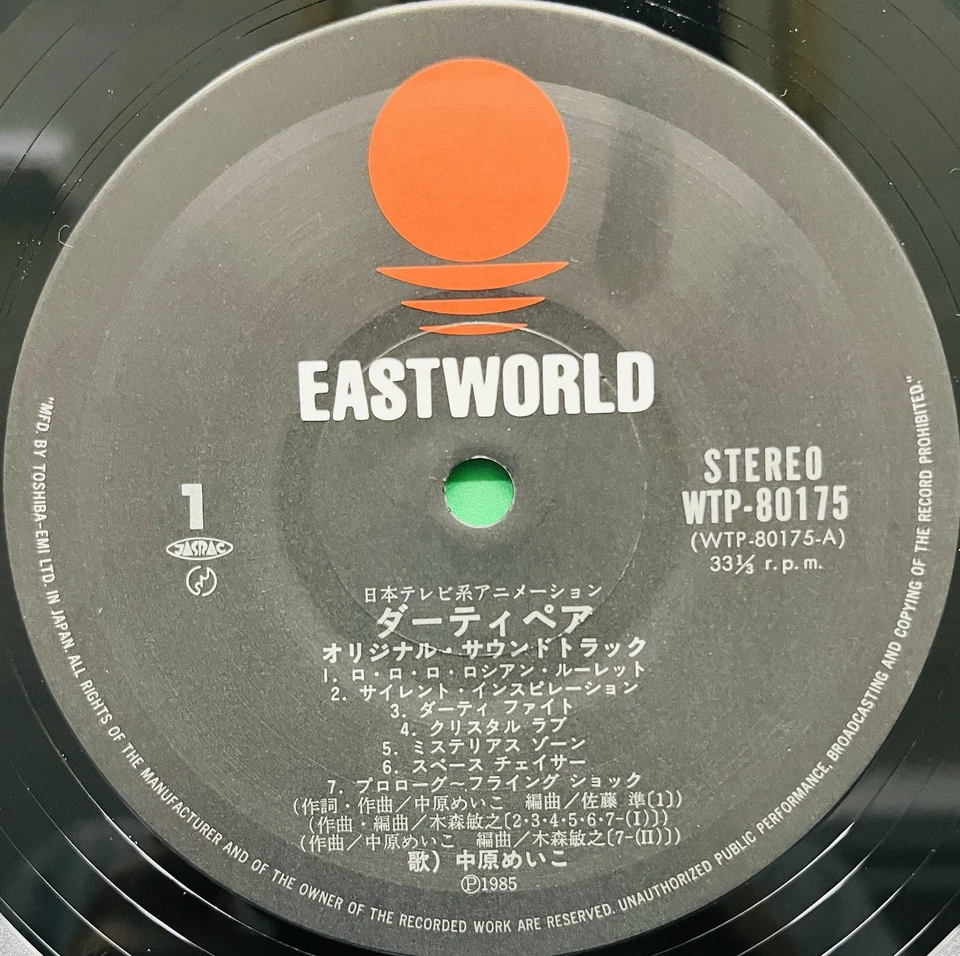 EASTWORLD
1
JASRAC
STEREO
WTP-80175
(WTP-80175-A)
33⅓ r.p.m.
日本テレビ系アニメーション
ダーティペア
オリジナル・サウンドトラック
1. ロ・ロ・ロ・ロシアン・ルーレット
2. サイレント・インスピレーション
3. ダーティ ファイト
4. クリスタル ラブ
5. ミステリアス ゾーン
6. スペース チェイサー
7. プロローグ〜フライング ショック
(作詞・作曲／中原めいこ 編曲／佐藤 準〔1〕)
(作曲・編曲／木森敏之〔2・3・4・5・6・7-(I)〕)
(作曲／中原めいこ 編曲／木森敏之〔7-(II)〕)
歌）中原めいこ
Ⓟ1985
"MFD. BY TOSHIBA-EMI LTD. IN JAPAN. ALL RIGHTS OF THE MANUFACTURER AND OF THE OWNER OF THE RECORDED WORK ARE RESERVED. UNAUTHORIZED PUBLIC PERFORMANCE, BROADCASTING AND COPYING OF THE RECORD PROHIBITED."